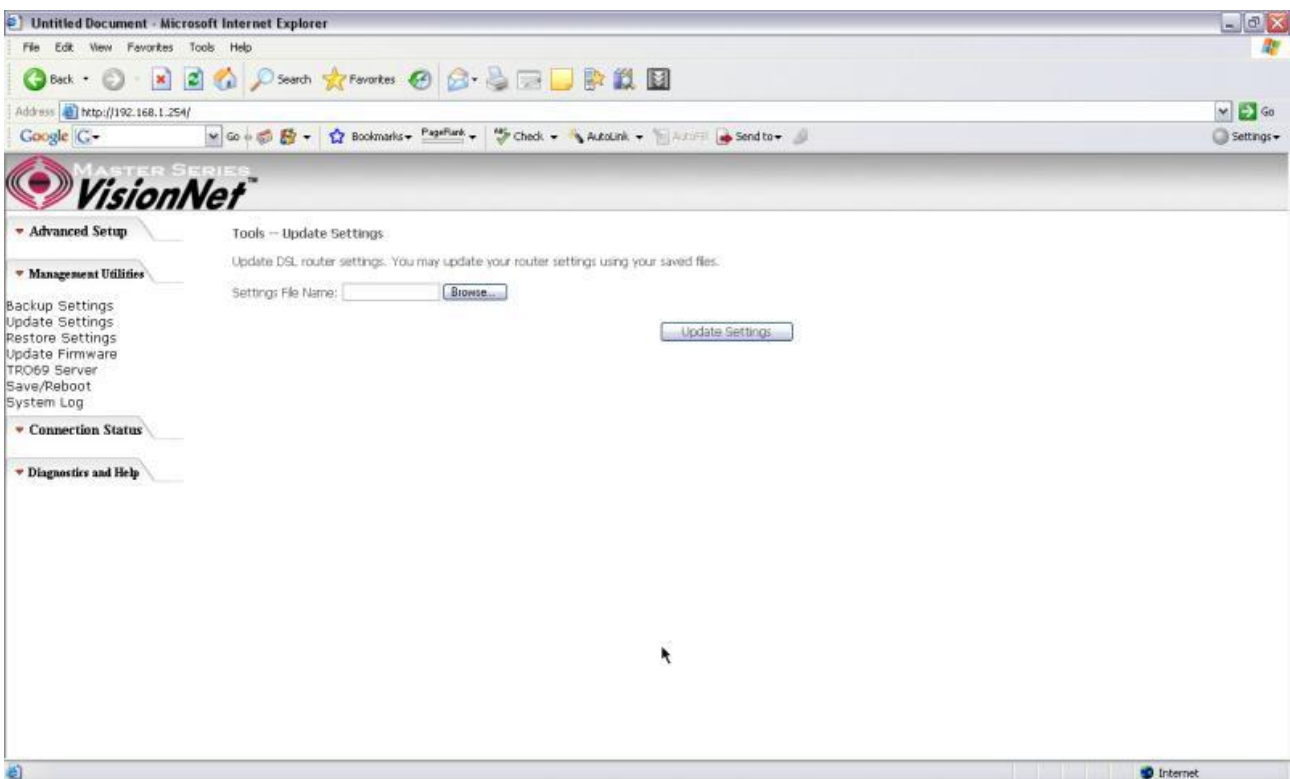 Untitled Document - Microsoft Internet Explorer
File Edit View Favorites Tools Help
Back Search Favorites
Address http://192.168.1.254/ Go
Google G Go Bookmarks PageRank Check AutoLink AutoFill Send to Settings
MASTER SERIES
VisionNet™
Advanced Setup
Tools -- Update Settings
Update DSL router settings. You may update your router settings using your saved files.
Management Utilities
Settings File Name: Browse...
Backup Settings
Update Settings
Update Settings
Restore Settings
Update Firmware
TRO69 Server
Save/Reboot
System Log
Connection Status
Diagnostics and Help
Internet